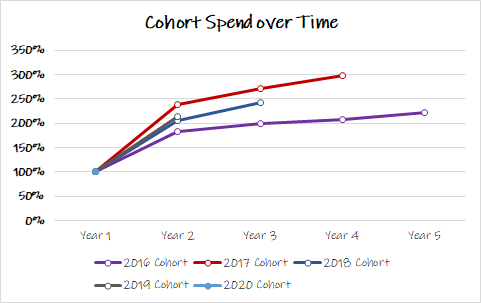 Cohort Spend over Time
350%
300%
250%
200%
150%
100%
50%
0%
Year 1 Year 2 Year 3 Year 4 Year 5
2016 Cohort 2017 Cohort 2018 Cohort
2019 Cohort 2020 Cohort